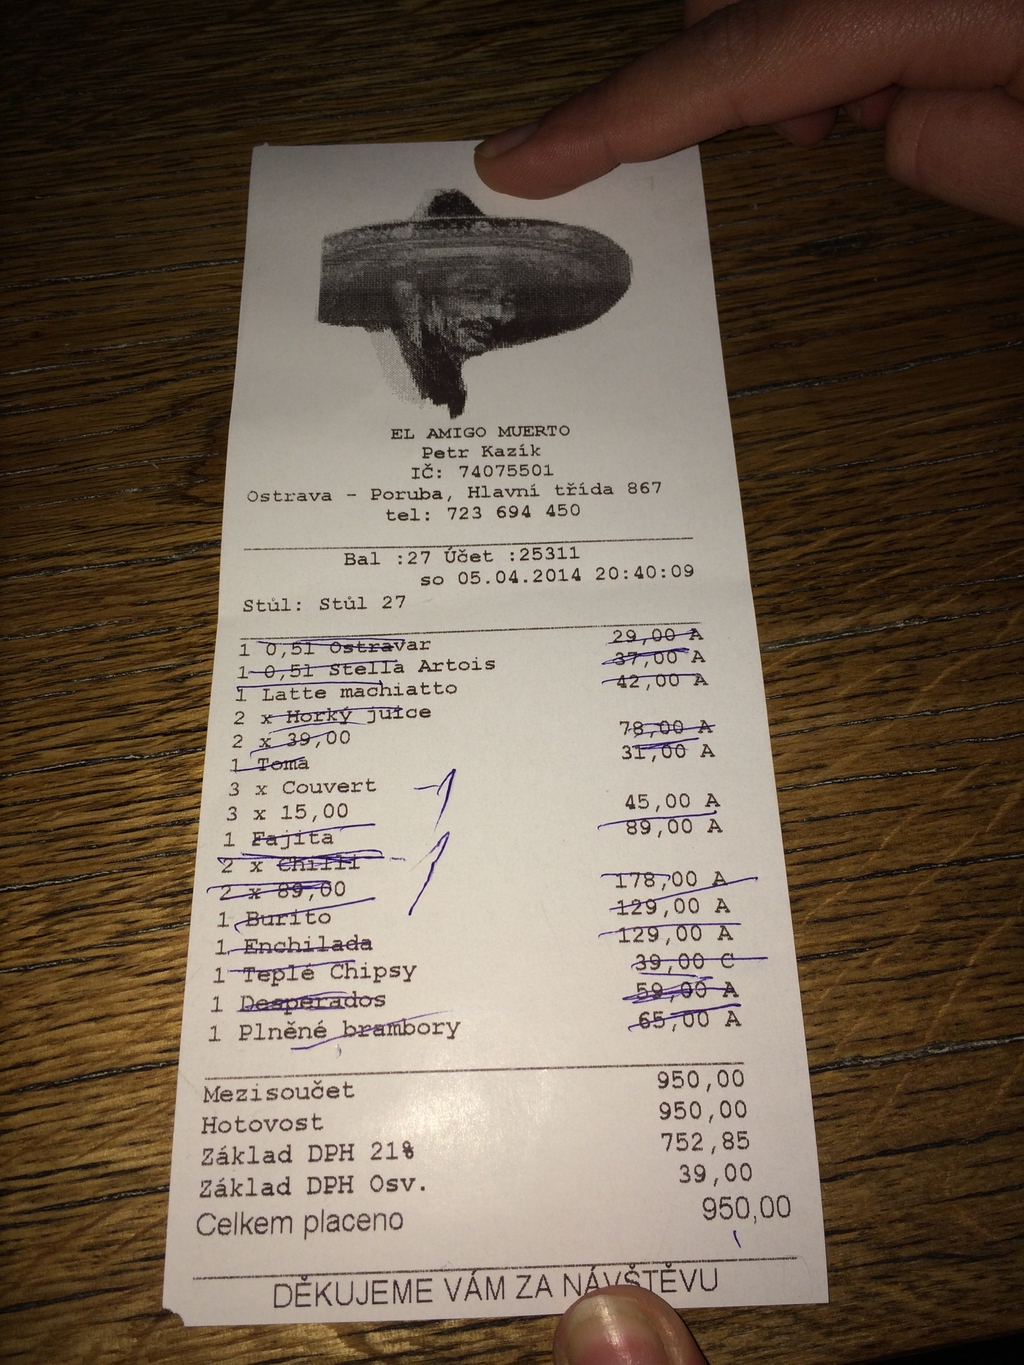 EL AMIGO MUERTO
Petr Kazík
IČ: 74075501
Ostrava - Poruba, Hlavní třída 867
tel: 723 694 450
Bal :27 Účet :25311
so 05.04.2014 20:40:09
Stůl: Stůl 27
1 0,5l Ostravar 29,00 A
1 0,5l Stella Artois 37,00 A
1 Latte machiatto 42,00 A
2 x Horký juice
2 x 39,00 78,00 A
1 Toma 31,00 A
3 x Couvert
3 x 15,00 45,00 A
1 Fajita 89,00 A
2 x Chilli
2 x 89,00 178,00 A
1 Burito 129,00 A
1 Enchilada 129,00 A
1 Teplé Chipsy 39,00 C
1 Desperados 59,00 A
1 Plněné brambory 65,00 A
Mezisoučet 950,00
Hotovost 950,00
Základ DPH 21% 752,85
Základ DPH Osv. 39,00
Celkem placeno 950,00
DĚKUJEME VÁM ZA NÁVŠTĚVU